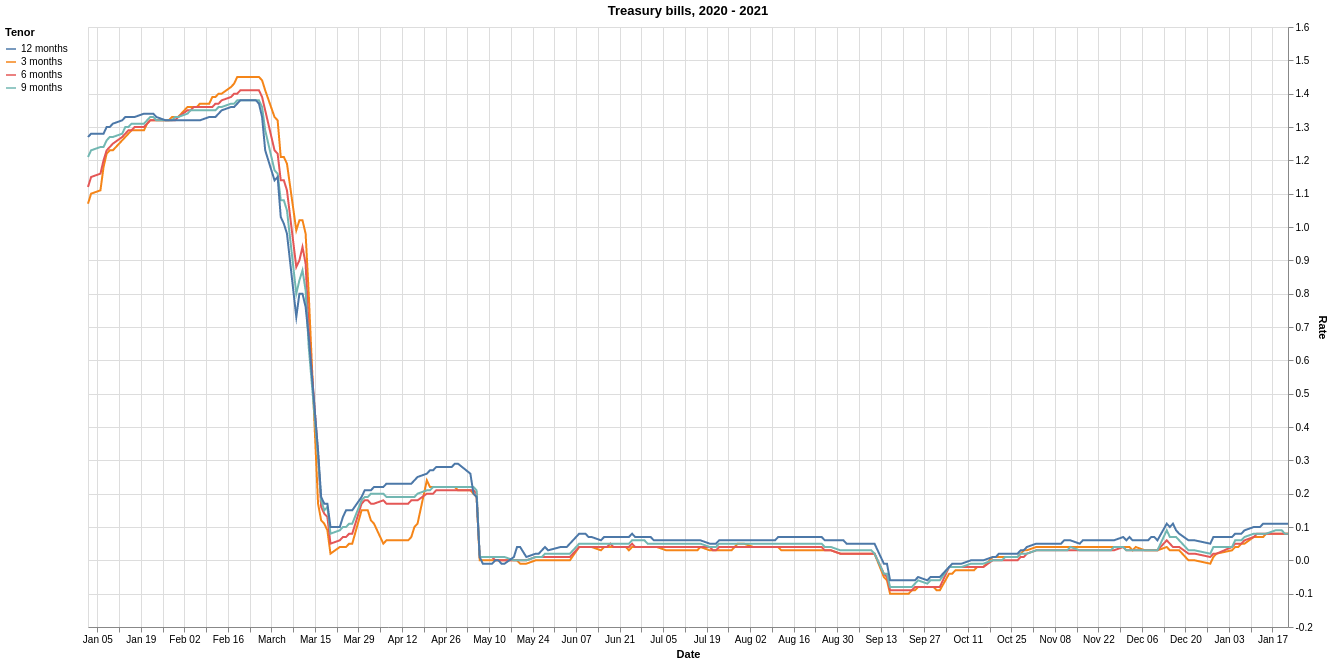 Treasury bills, 2020 - 2021
Tenor
12 months
3 months
6 months
9 months
1.6
1.5
1.4
1.3
1.2
1.1
1.0
0.9
0.8
0.7
0.6
0.5
0.4
0.3
0.2
0.1
0.0
-0.1
-0.2
Rate
Jan 05 Jan 19 Feb 02 Feb 16 March Mar 15 Mar 29 Apr 12 Apr 26 May 10 May 24 Jun 07 Jun 21 Jul 05 Jul 19 Aug 02 Aug 16 Aug 30 Sep 13 Sep 27 Oct 11 Oct 25 Nov 08 Nov 22 Dec 06 Dec 20 Jan 03 Jan 17
Date